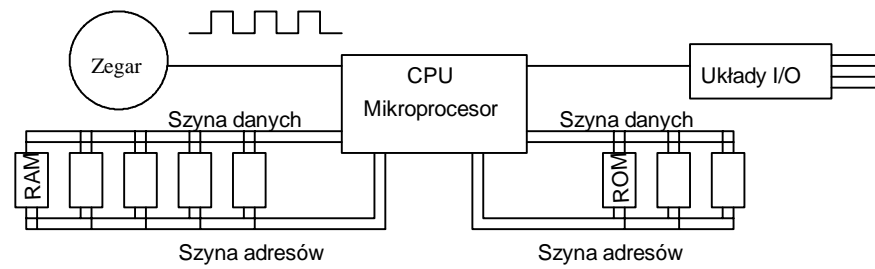 Zegar
CPU
Mikroprocesor
Układy I/O
Szyna danych
Szyna danych
RAM
ROM
Szyna adresów
Szyna adresów